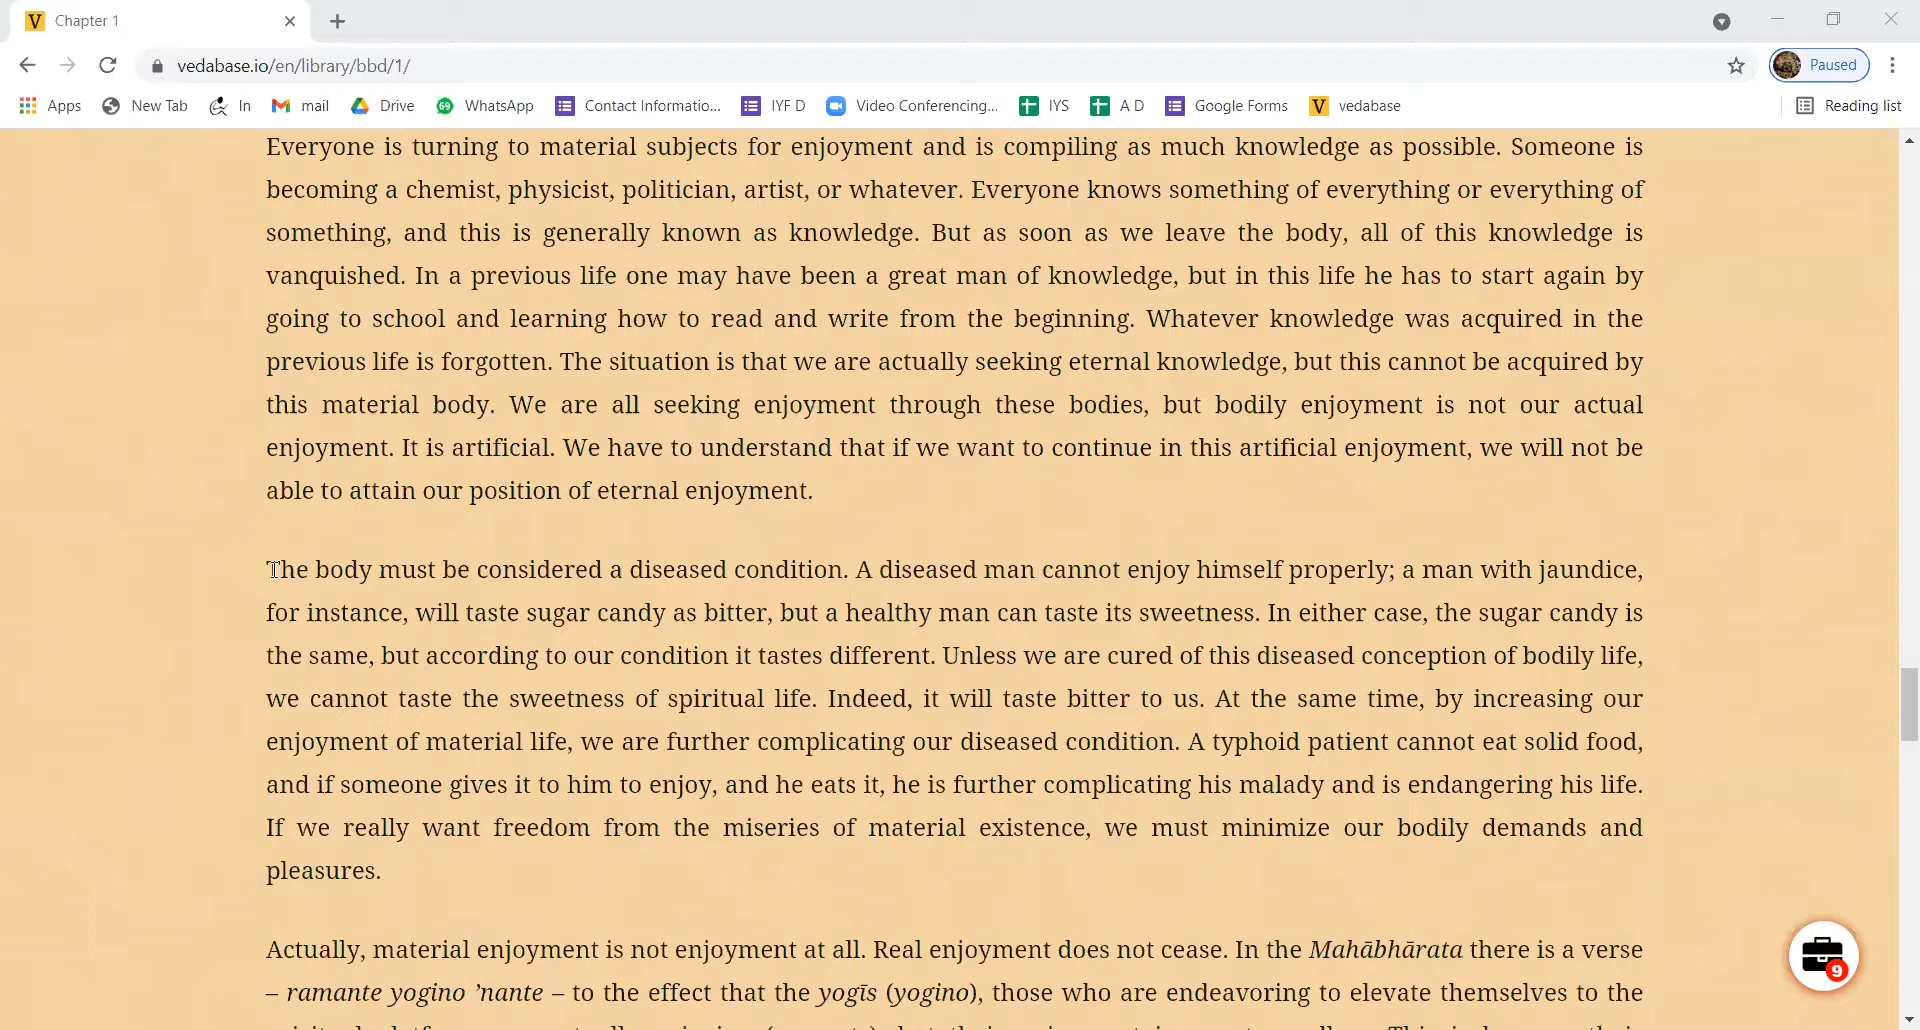 V Chapter 1
vedabase.io/en/library/bbd/1/
Paused
Apps New Tab In mail Drive 69 WhatsApp Contact Informatio... IYF D Video Conferencing... IYS A D Google Forms V vedabase Reading list
Everyone is turning to material subjects for enjoyment and is compiling as much knowledge as possible. Someone is
becoming a chemist, physicist, politician, artist, or whatever. Everyone knows something of everything or everything of
something, and this is generally known as knowledge. But as soon as we leave the body, all of this knowledge is
vanquished. In a previous life one may have been a great man of knowledge, but in this life he has to start again by
going to school and learning how to read and write from the beginning. Whatever knowledge was acquired in the
previous life is forgotten. The situation is that we are actually seeking eternal knowledge, but this cannot be acquired by
this material body. We are all seeking enjoyment through these bodies, but bodily enjoyment is not our actual
enjoyment. It is artificial. We have to understand that if we want to continue in this artificial enjoyment, we will not be
able to attain our position of eternal enjoyment.
The body must be considered a diseased condition. A diseased man cannot enjoy himself properly; a man with jaundice,
for instance, will taste sugar candy as bitter, but a healthy man can taste its sweetness. In either case, the sugar candy is
the same, but according to our condition it tastes different. Unless we are cured of this diseased conception of bodily life,
we cannot taste the sweetness of spiritual life. Indeed, it will taste bitter to us. At the same time, by increasing our
enjoyment of material life, we are further complicating our diseased condition. A typhoid patient cannot eat solid food,
and if someone gives it to him to enjoy, and he eats it, he is further complicating his malady and is endangering his life.
If we really want freedom from the miseries of material existence, we must minimize our bodily demands and
pleasures.
Actually, material enjoyment is not enjoyment at all. Real enjoyment does not cease. In the Mahābhārata there is a verse
– ramante yogino ’nante – to the effect that the yogīs (yogino), those who are endeavoring to elevate themselves to the
9